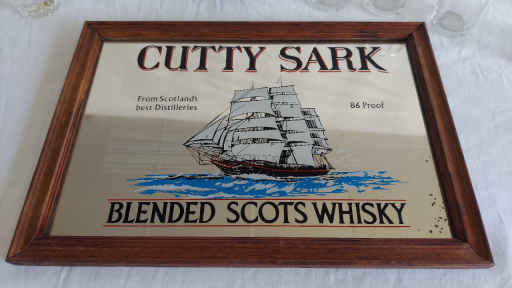 CUTTY SARK
From Scotlands
best Distilleries
86 Proof
BLENDED SCOTS WHISKY